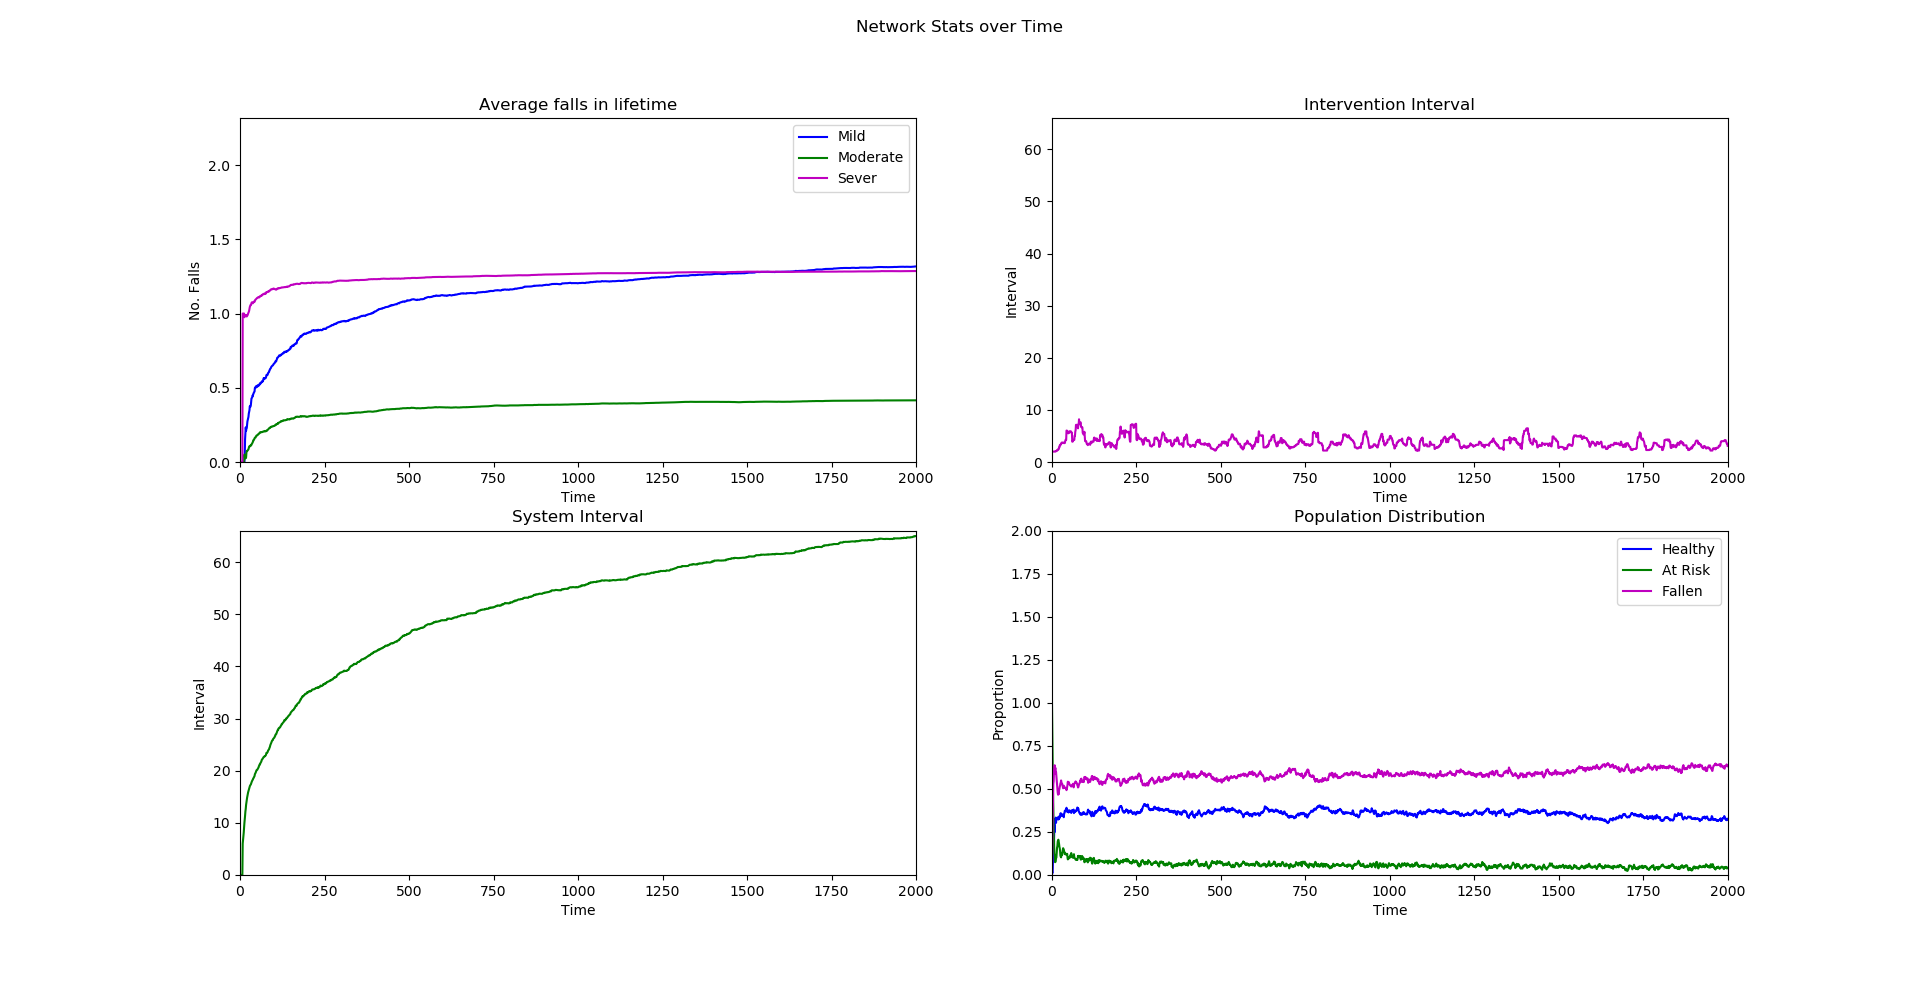 Network Stats over Time
Average falls in lifetime
No. Falls
2.0
1.5
1.0
0.5
0.0
0 250 500 750 1000 1250 1500 1750 2000
Time
Mild
Moderate
Sever
Intervention Interval
Interval
60
50
40
30
20
10
0
0 250 500 750 1000 1250 1500 1750 2000
Time
System Interval
Interval
60
50
40
30
20
10
0
0 250 500 750 1000 1250 1500 1750 2000
Time
Population Distribution
Proportion
2.00
1.75
1.50
1.25
1.00
0.75
0.50
0.25
0.00
0 250 500 750 1000 1250 1500 1750 2000
Time
Healthy
At Risk
Fallen